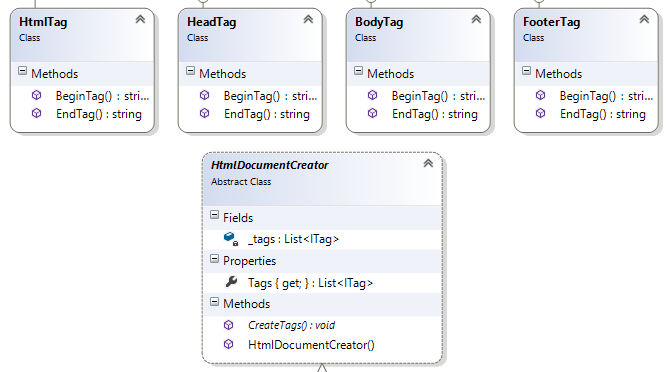 HtmlTag
Class
Methods
BeginTag() : stri...
EndTag() : string
HeadTag
Class
Methods
BeginTag() : stri...
EndTag() : string
BodyTag
Class
Methods
BeginTag() : stri...
EndTag() : string
FooterTag
Class
Methods
BeginTag() : stri...
EndTag() : string
HtmlDocumentCreator
Abstract Class
Fields
_tags : List<ITag>
Properties
Tags { get; } : List<ITag>
Methods
CreateTags() : void
HtmlDocumentCreator()